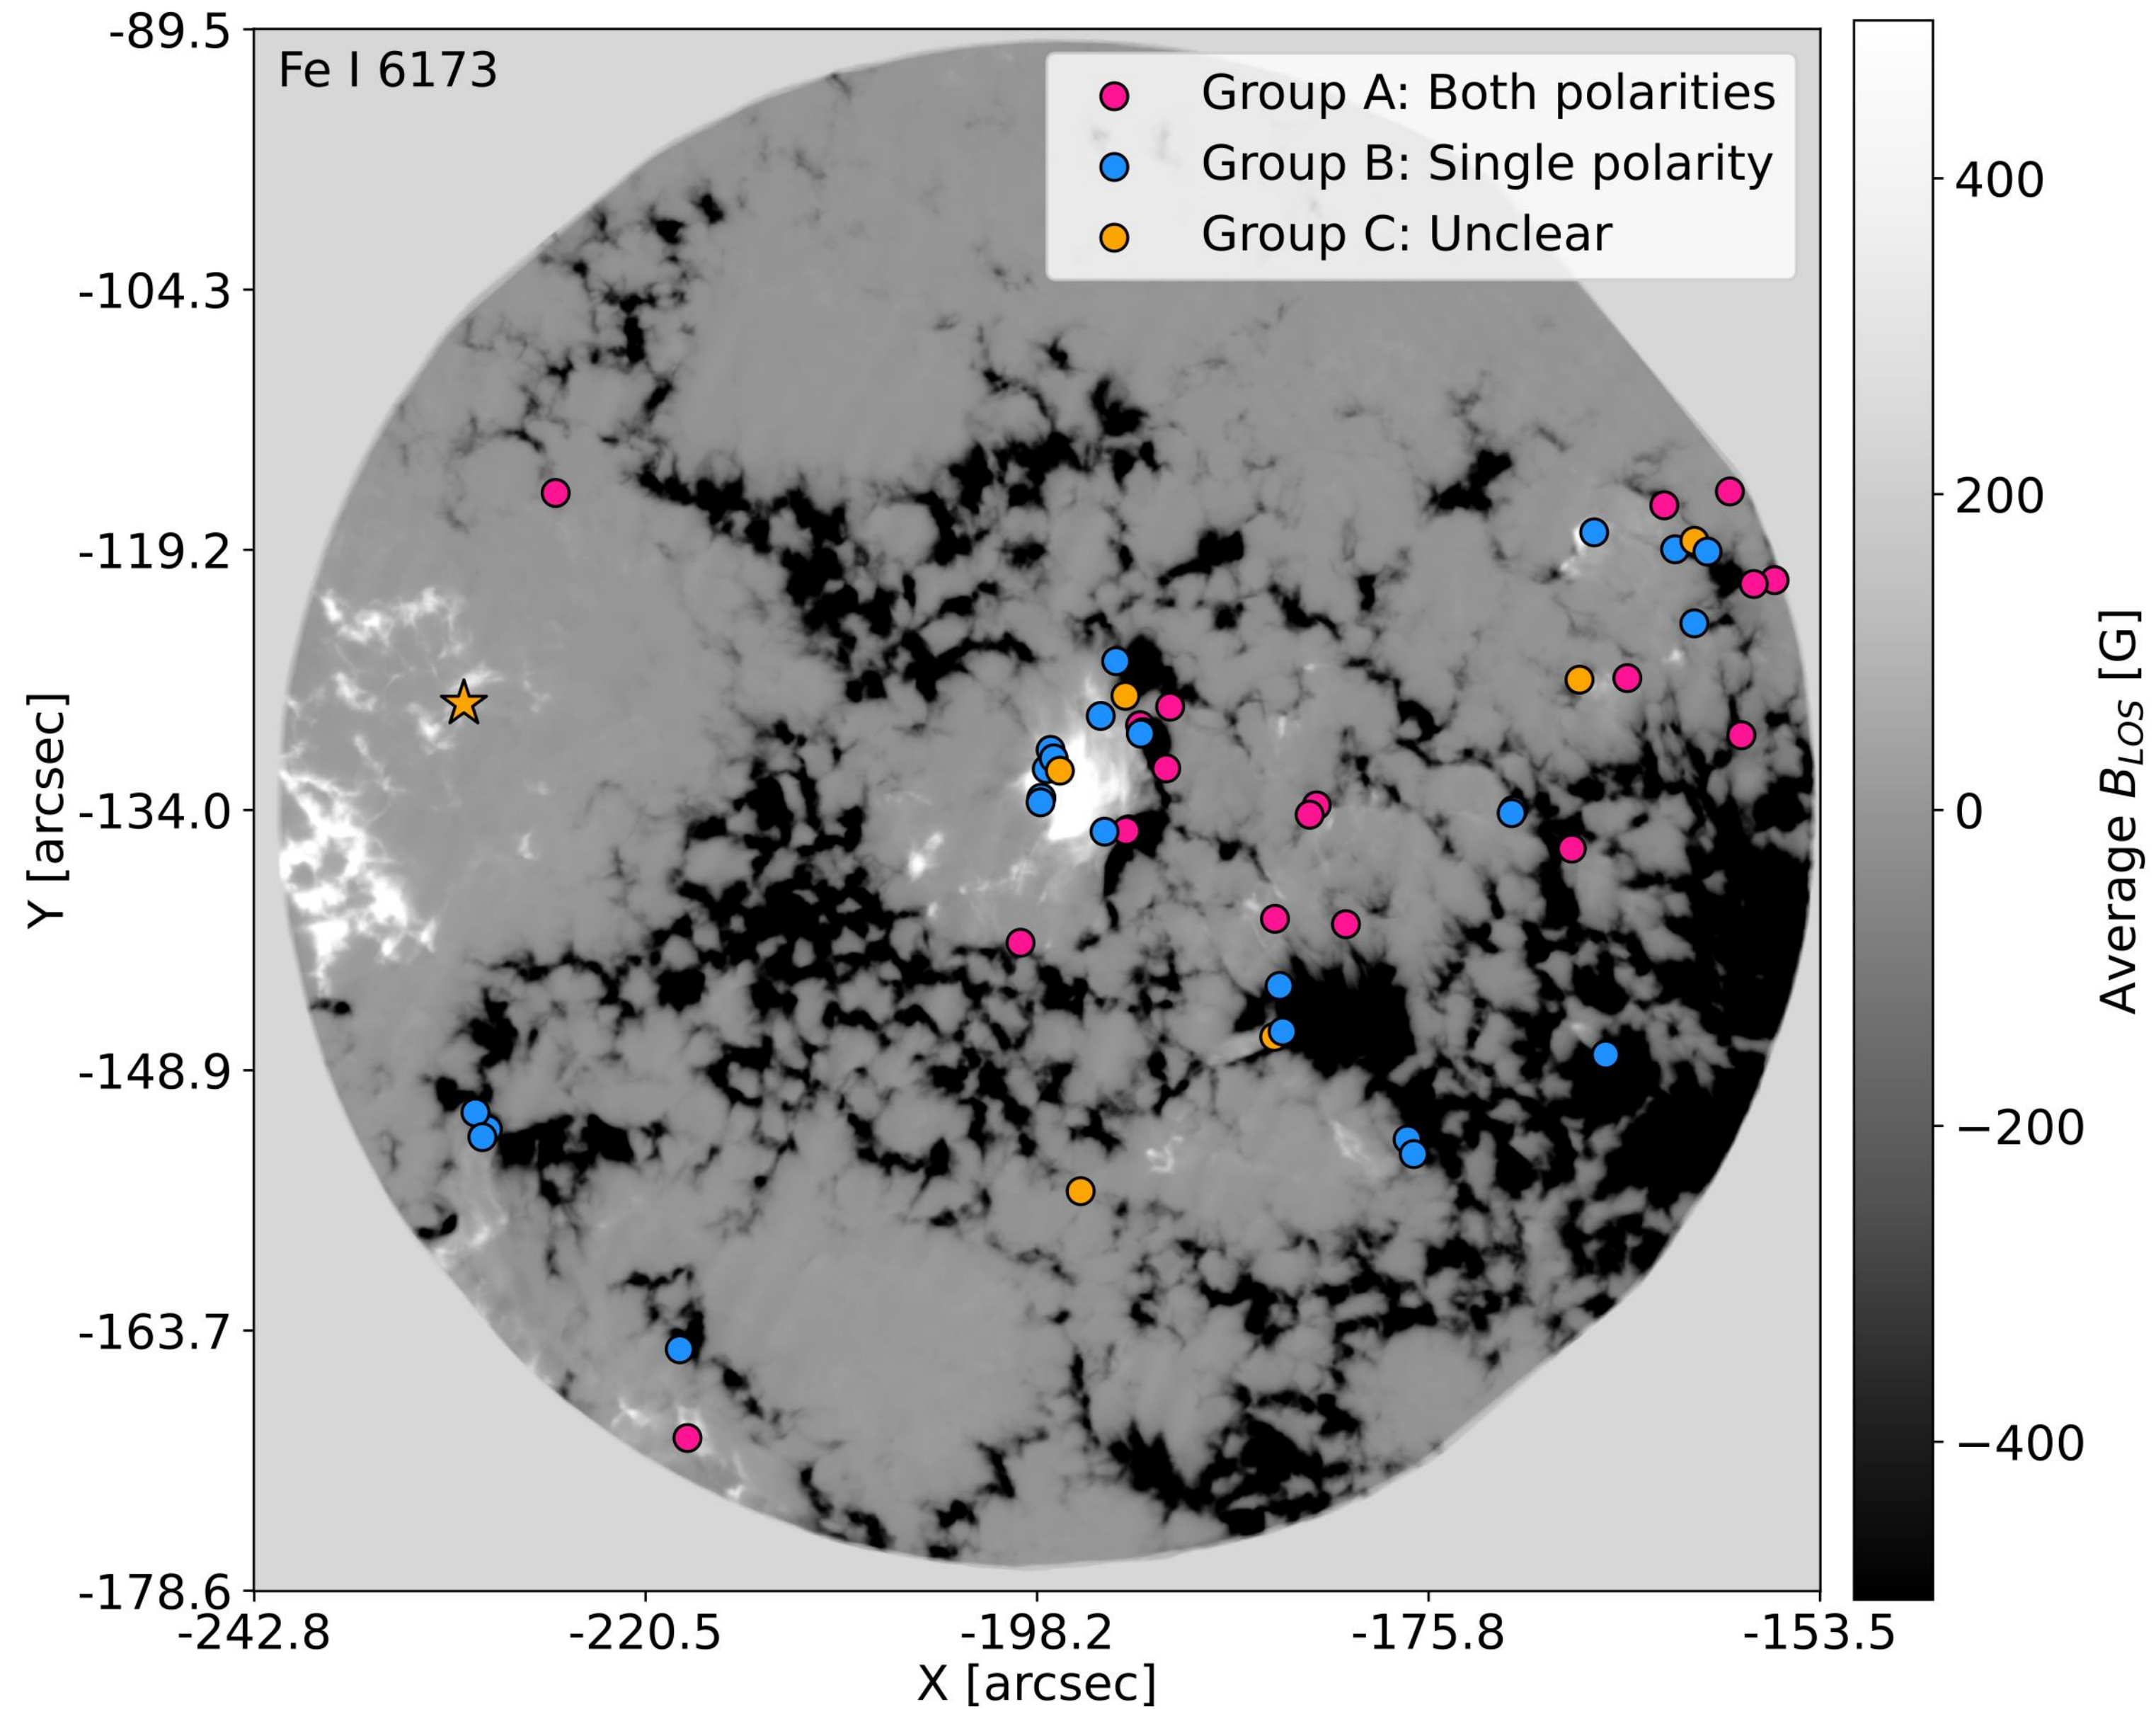 Fe I 6173
Group A: Both polarities
Group B: Single polarity
Group C: Unclear
-89.5
-104.3
-119.2
-134.0
-148.9
-163.7
-178.6
Y [arcsec]
-242.8
-220.5
-198.2
-175.8
-153.5
X [arcsec]
400
200
0
−200
−400
Average B_LOS [G]